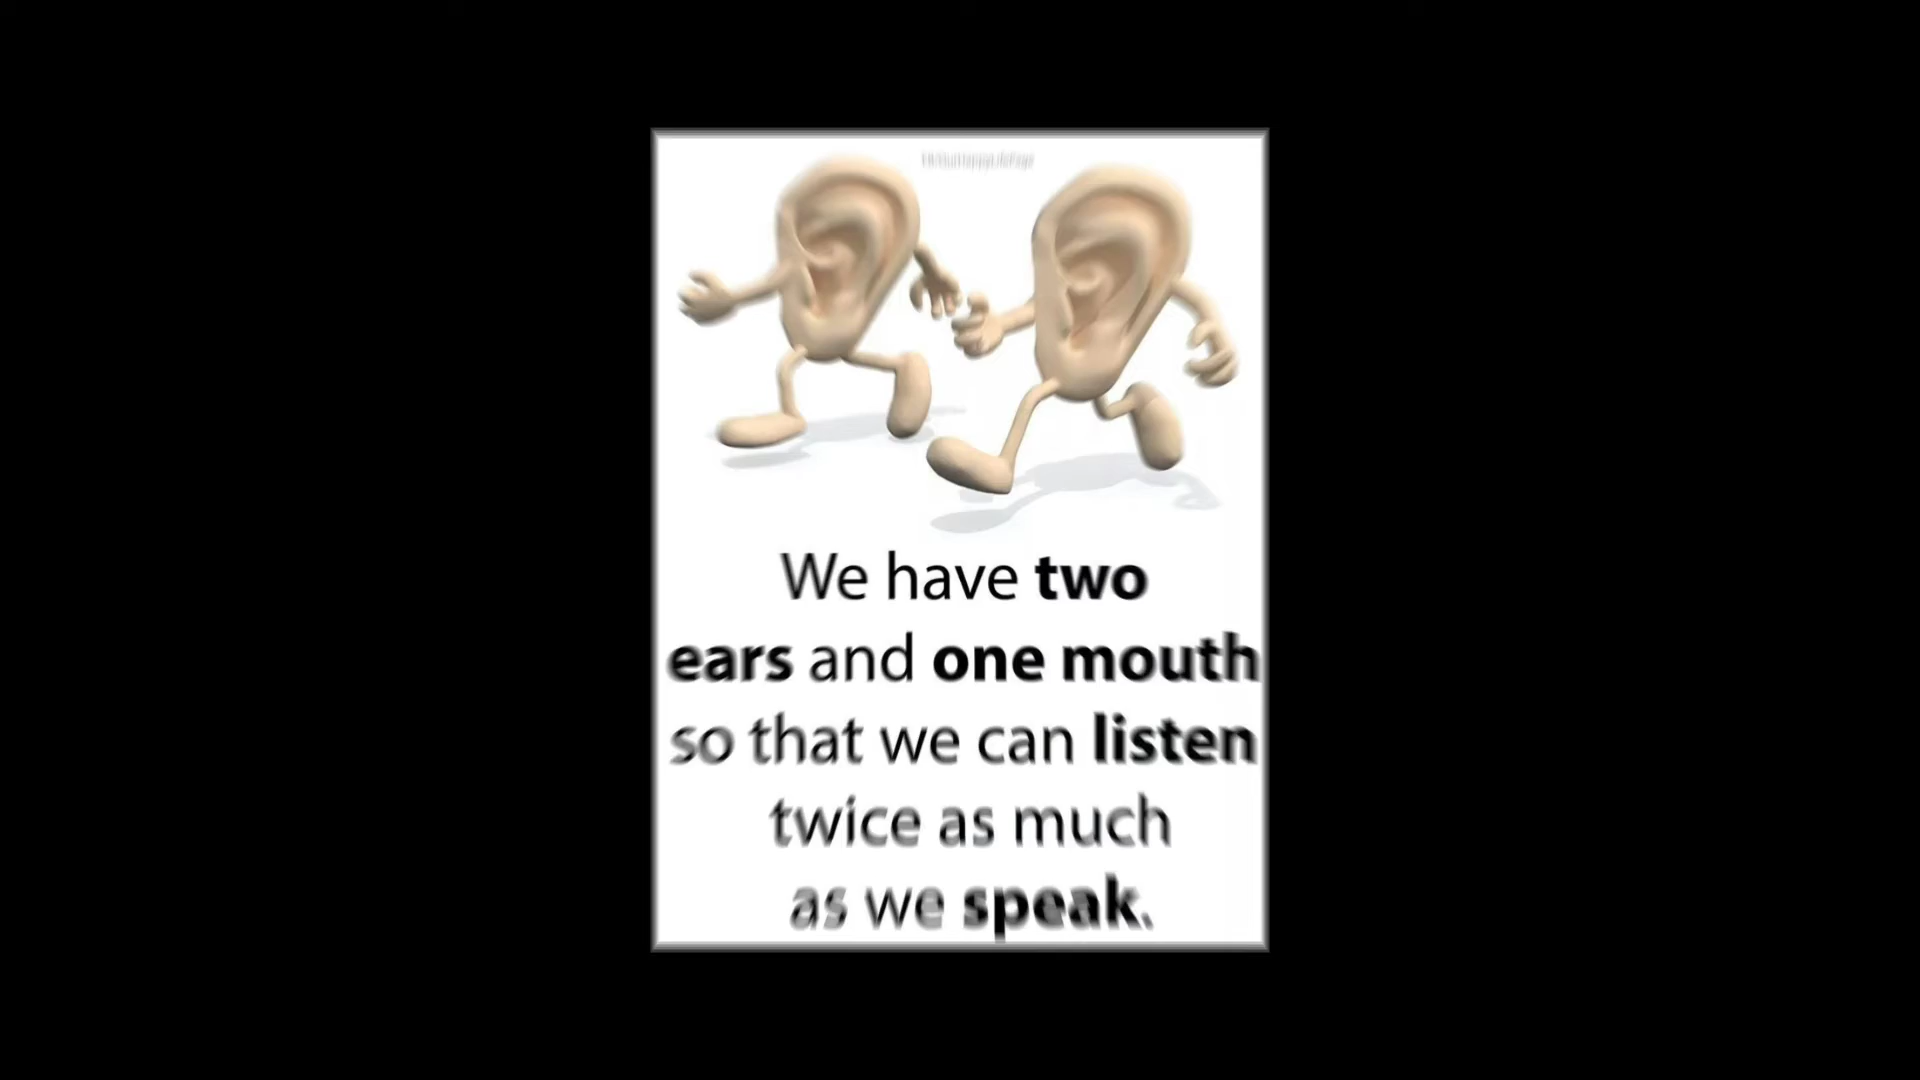 We have two
ears and one mouth
so that we can listen
twice as much
as we speak.